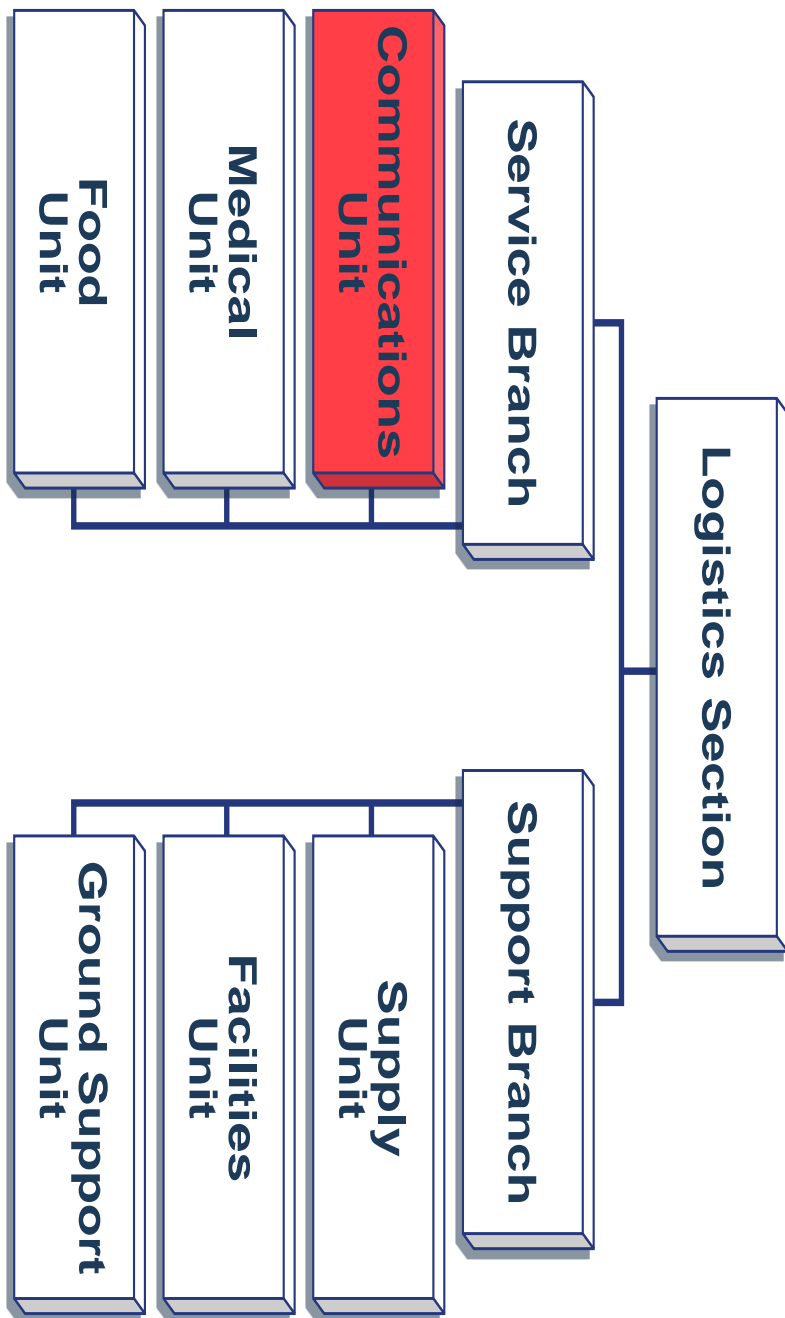 Logistics Section
Service Branch
Support Branch
Communications
Unit
Supply
Unit
Medical
Unit
Facilities
Unit
Food
Unit
Ground Support
Unit